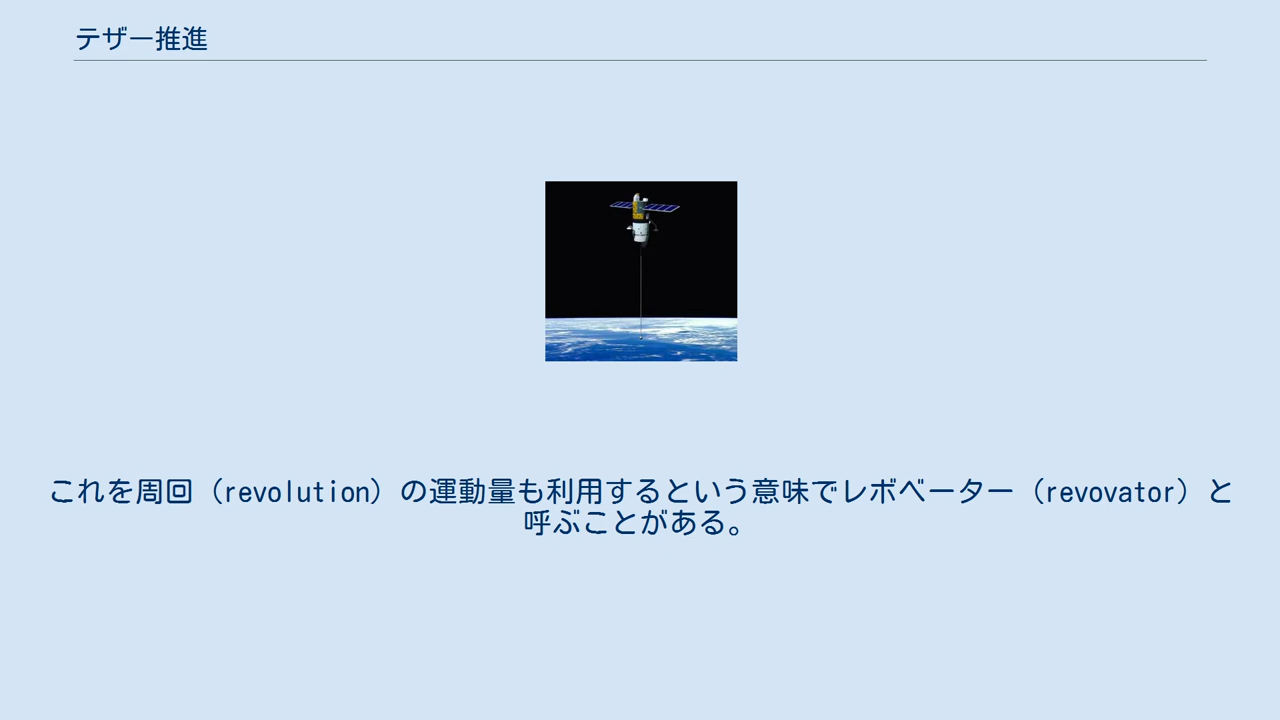 テザー推進
これを周回（revolution）の運動量も利用するという意味でレボベーター（revovator）と
呼ぶことがある。